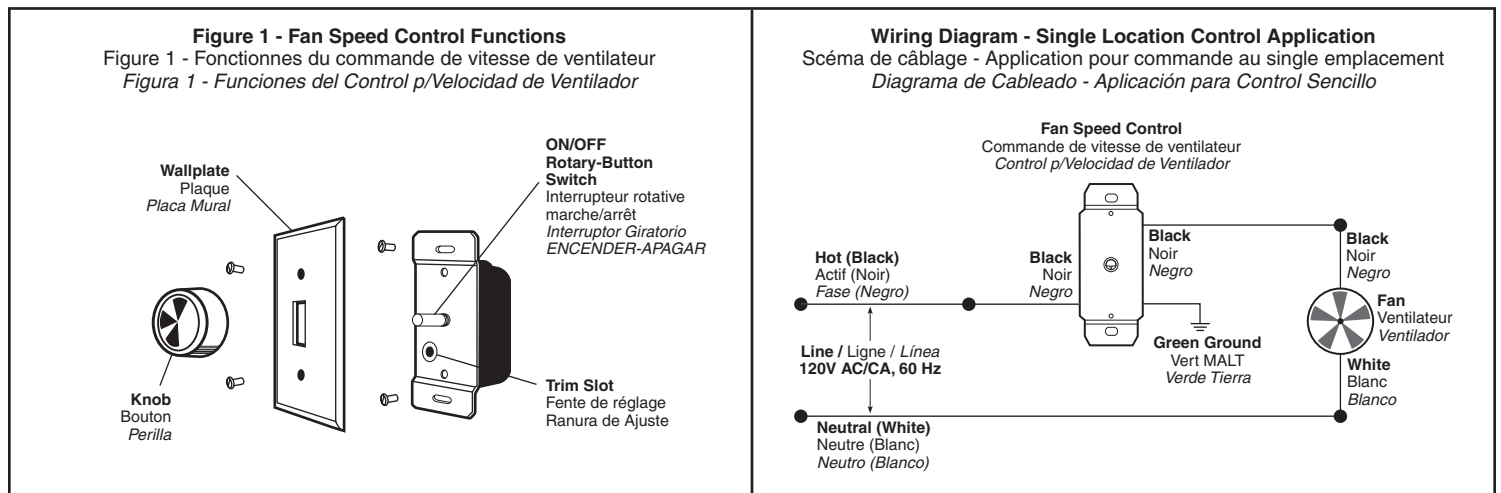 Figure 1 - Fan Speed Control Functions
Figure 1 - Fonctionnes du commande de vitesse de ventilateur
Figura 1 - Funciones del Control p/Velocidad de Ventilador
Wallplate
Plaque
Placa Mural
ON/OFF
Rotary-Button
Switch
Interrupteur rotative
marche/arrêt
Interruptor Giratorio
ENCENDER-APAGAR
Knob
Bouton
Perilla
Trim Slot
Fente de réglage
Ranura de Ajuste
Wiring Diagram - Single Location Control Application
Scéma de câblage - Application pour commande au single emplacement
Diagrama de Cableado - Aplicación para Control Sencillo
Fan Speed Control
Commande de vitesse de ventilateur
Control p/Velocidad de Ventilador
Hot (Black)
Actif (Noir)
Fase (Negro)
Black
Noir
Negro
Black
Noir
Negro
Black
Noir
Negro
Fan
Ventilateur
Ventilador
Line / Ligne / Línea
120V AC/CA, 60 Hz
Green Ground
Vert MALT
Verde Tierra
White
Blanc
Blanco
Neutral (White)
Neutre (Blanc)
Neutro (Blanco)